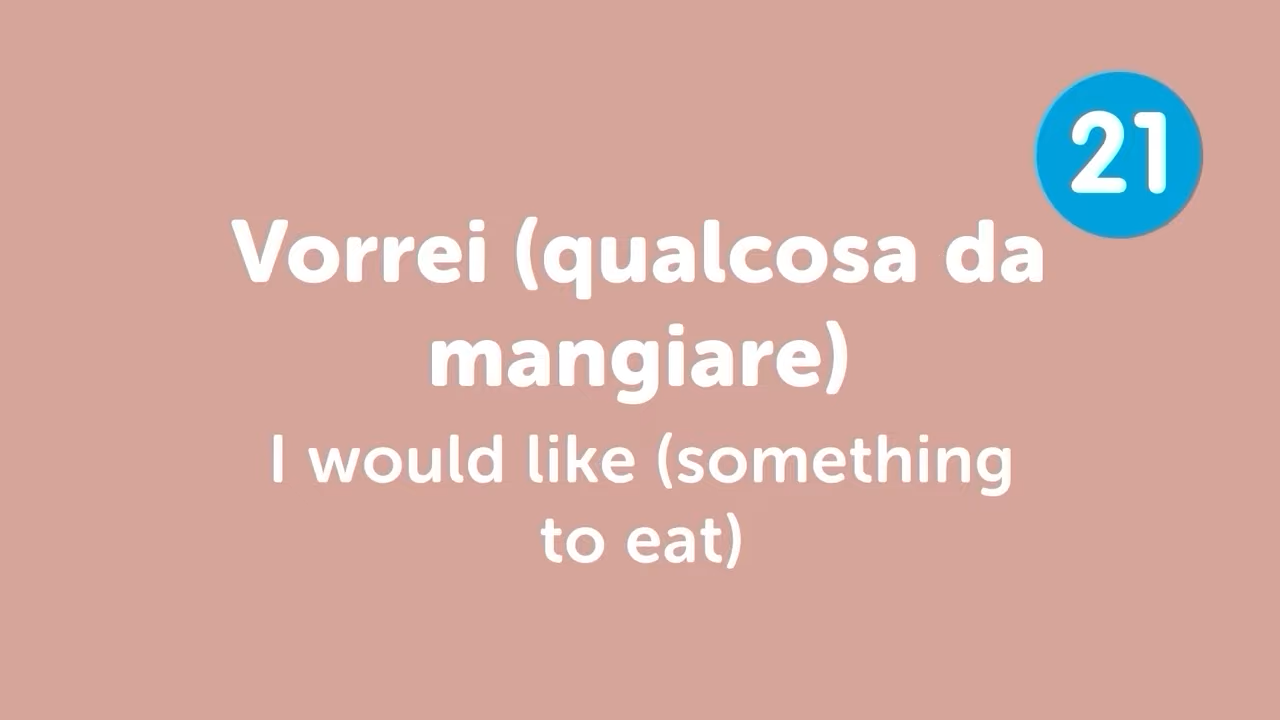 21
Vorrei (qualcosa da
mangiare)
I would like (something
to eat)